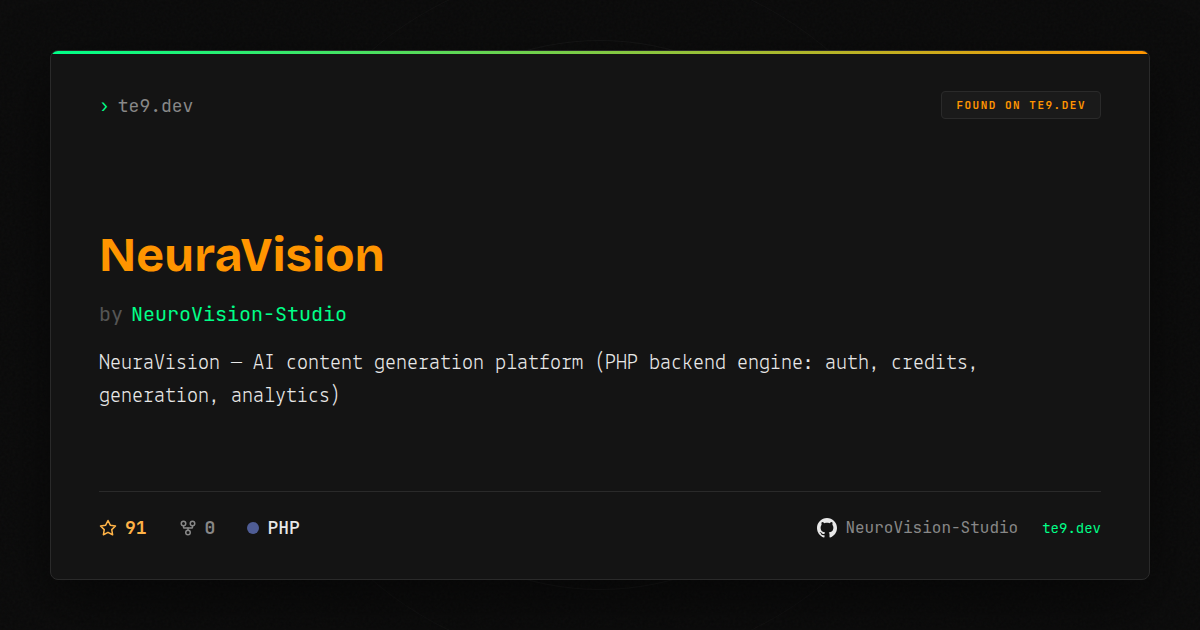 › te9.dev
FOUND ON TE9.DEV
NeuraVision
by NeuroVision-Studio
NeuraVision — AI content generation platform (PHP backend engine: auth, credits,
generation, analytics)
91 0 PHP
NeuroVision-Studio te9.dev